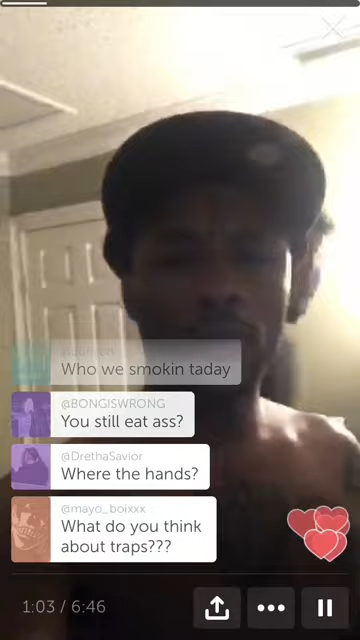 Who we smokin taday
@BONGISWRONG
You still eat ass?
@DrethaSavior
Where the hands?
@mayo_boixxx
What do you think
about traps???
1:03 / 6:46